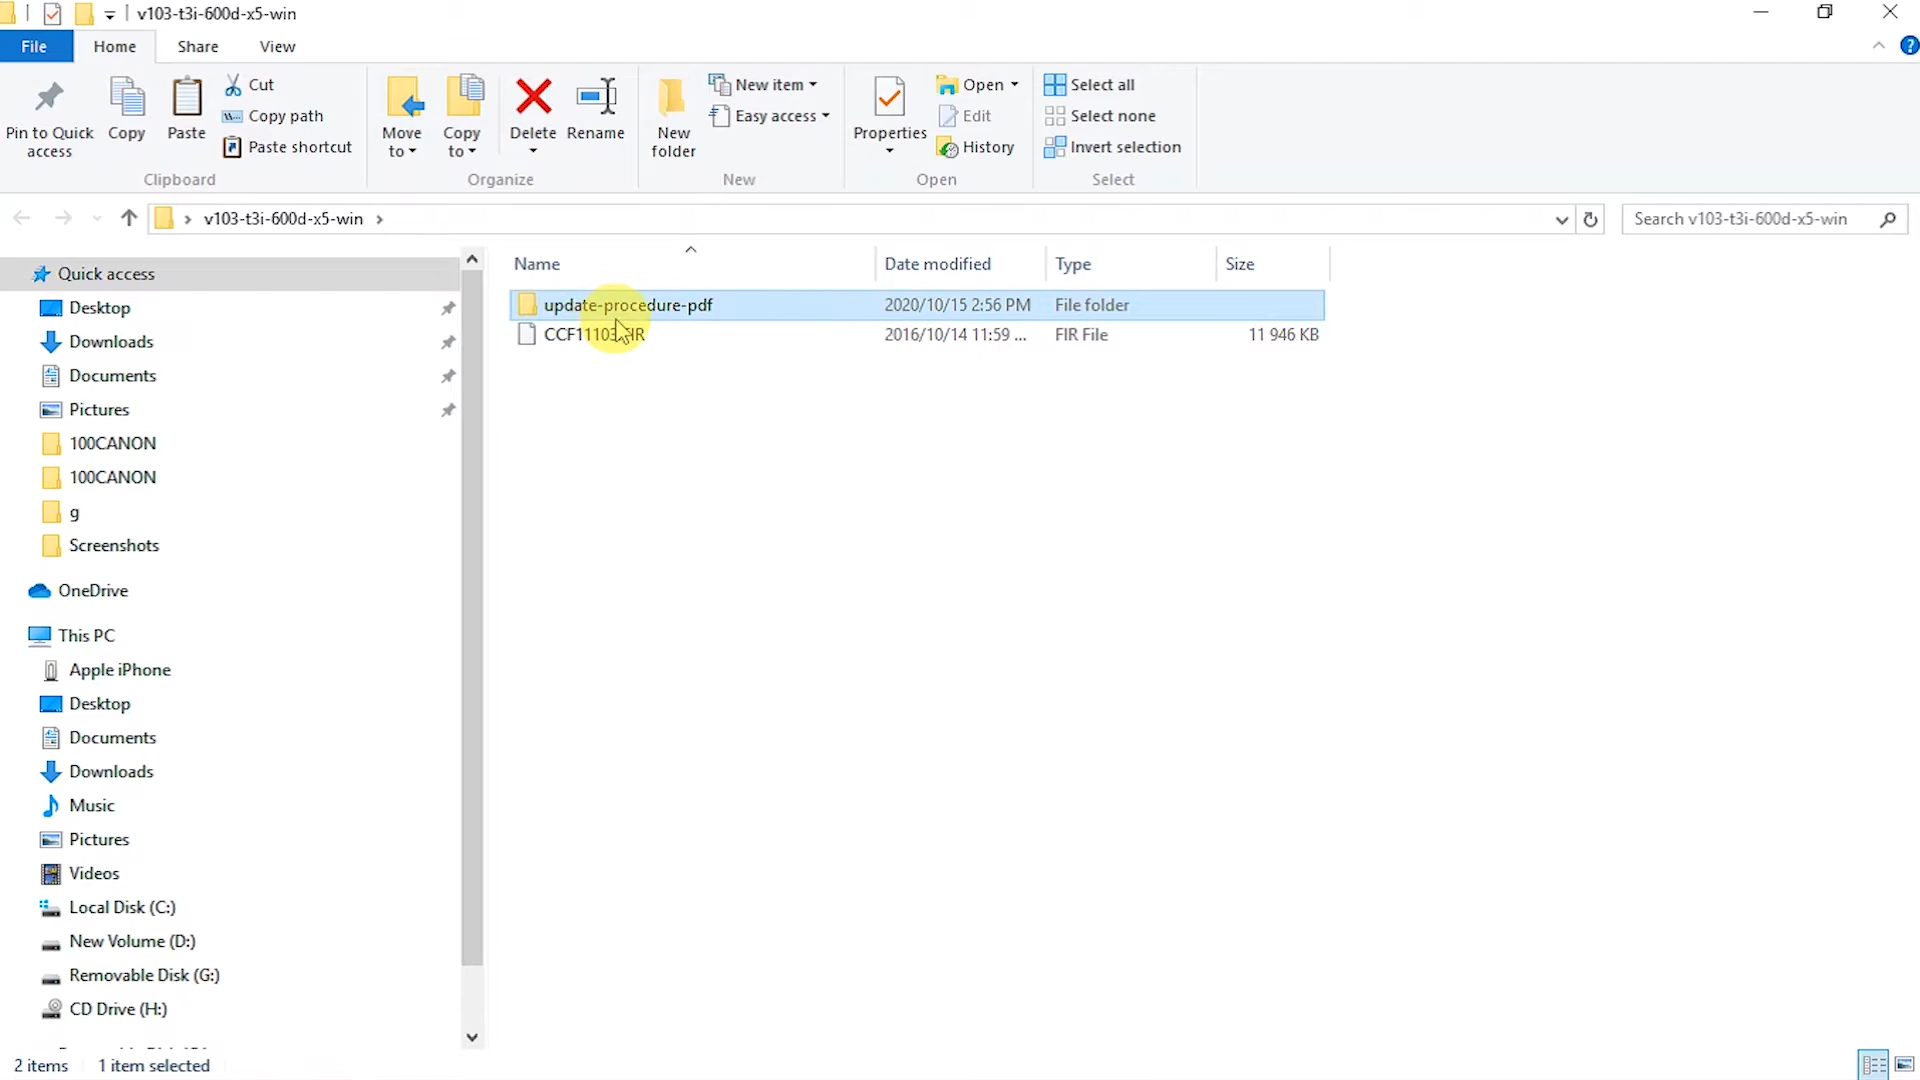 v103-t3i-600d-x5-win
File Home Share View
Pin to Quick access
Copy
Paste
Cut
Copy path
Paste shortcut
Clipboard
Move to
Copy to
Delete
Rename
Organize
New folder
New item
Easy access
New
Properties
Open
Edit
History
Open
Select all
Select none
Invert selection
Select
v103-t3i-600d-x5-win
Search v103-t3i-600d-x5-win
Name Date modified Type Size
update-procedure-pdf 2020/10/15 2:56 PM File folder
2016/10/14 11:59 ... FIR File 11 946 KB
Quick access
Desktop
Downloads
Documents
Pictures
100CANON
100CANON
g
Screenshots
OneDrive
This PC
Apple iPhone
Desktop
Documents
Downloads
Music
Pictures
Videos
Local Disk (C:)
New Volume (D:)
Removable Disk (G:)
CD Drive (H:)
2 items 1 item selected